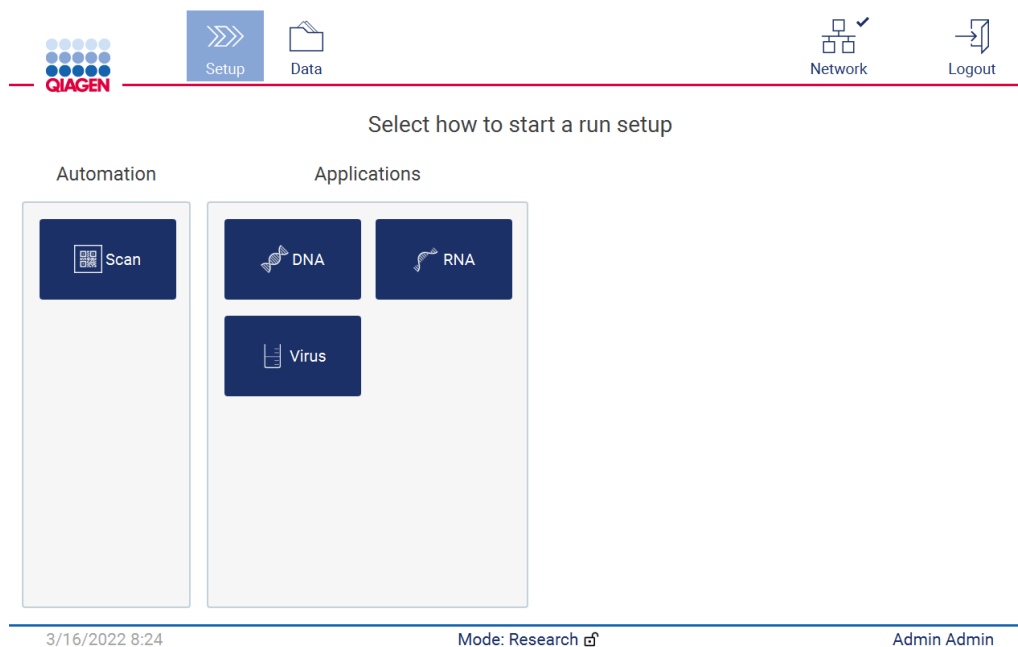 Setup
Data
Network
Logout
QIAGEN
Select how to start a run setup
Automation
Applications
Scan
DNA
RNA
Virus
3/16/2022 8:24
Mode: Research
Admin Admin